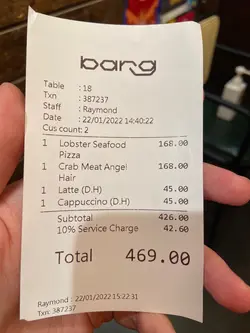 bang
Table : 18
Txn : 387237
Staff : Raymond
Date : 22/01/2022 14:40:22
Cus count: 2
1 Lobster Seafood 168.00
Pizza
1 Crab Meat Angel 168.00
Hair
1 Latte (D.H) 45.00
1 Cappuccino (D.H) 45.00
Subtotal 426.00
10% Service Charge 42.60
Total 469.00
Raymond : 22/01/2022 15:22:31
Txn: 387237